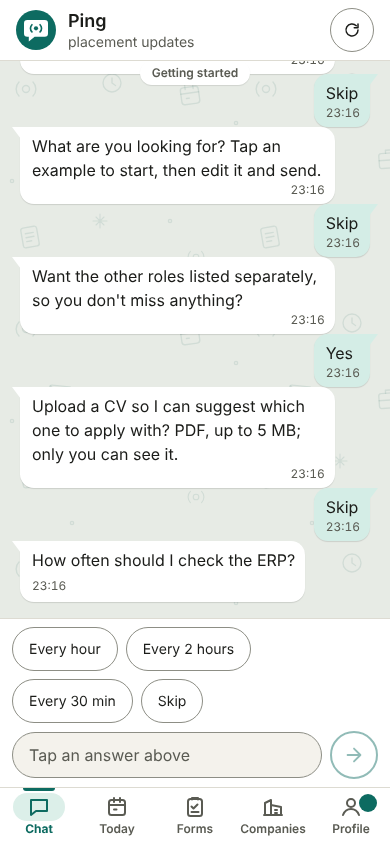 Ping
placement updates
23:16
Getting started
Skip
23:16
What are you looking for? Tap an
example to start, then edit it and send.
23:16
Skip
23:16
Want the other roles listed separately,
so you don't miss anything?
23:16
Yes
23:16
Upload a CV so I can suggest which
one to apply with? PDF, up to 5 MB;
only you can see it.
23:16
Skip
23:16
How often should I check the ERP?
23:16
Every hour
Every 2 hours
Every 30 min
Skip
Tap an answer above
Chat
Today
Forms
Companies
Profile